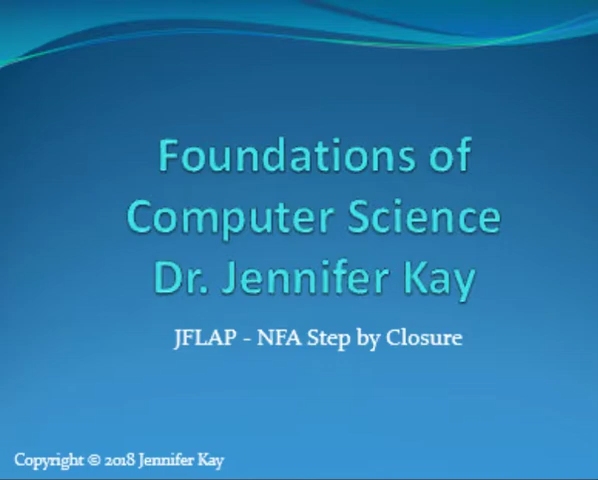 Foundations of
Computer Science
Dr. Jennifer Kay
JFLAP - NFA Step by Closure
Copyright © 2018 Jennifer Kay